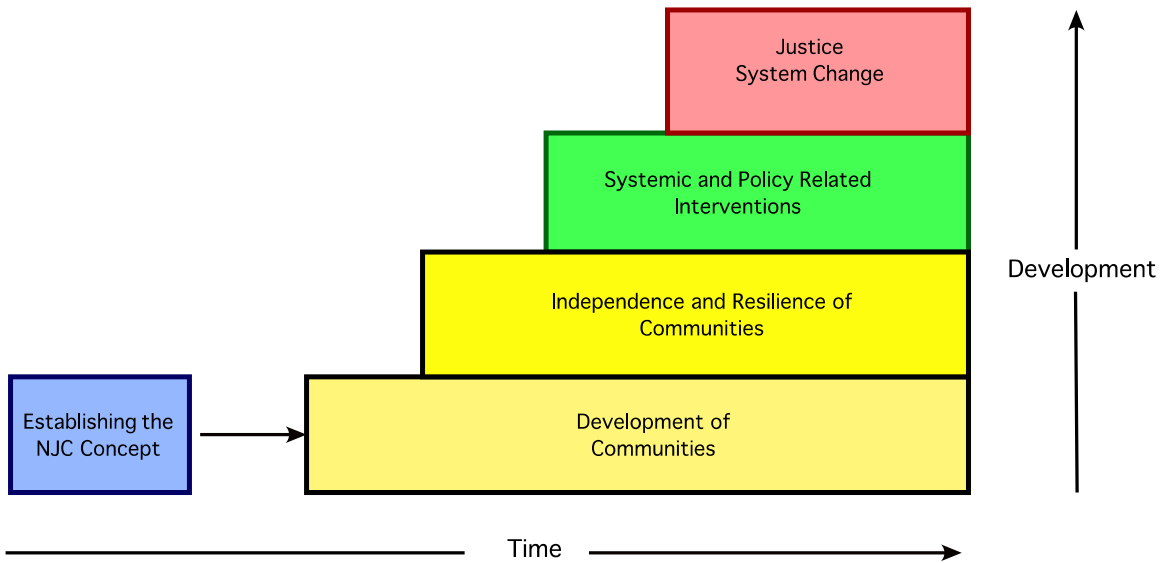 Justice
System Change
Systemic and Policy Related
Interventions
Development
Independence and Resilience of
Communities
Establishing the
NJC Concept
Development of
Communities
Time